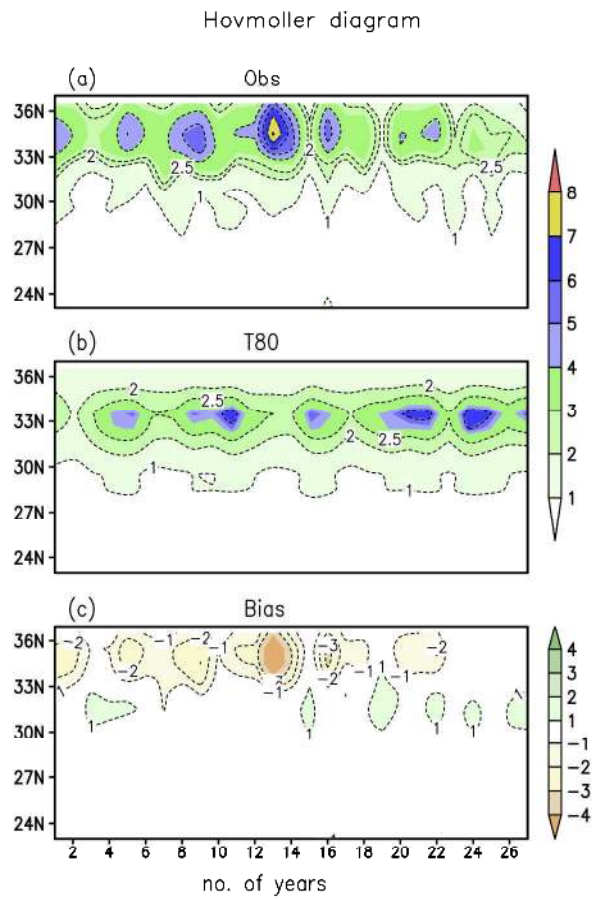 Hovmoller diagram
(a) Obs
36N
33N
30N
27N
24N
2
2.5
1
2
1
2.5
1
8
7
6
5
4
3
2
1
(b) T80
36N
33N
30N
27N
24N
2
2.5
2
2
2.5
1
1
(c) Bias
36N
33N
30N
27N
24N
-2 -1 -2 -1 -3 -2
-2 -2 1 1 -1
1 -1
1 1 1 1 1
4
3
2
1
-1
-2
-3
-4
2 4 6 8 10 12 14 16 18 20 22 24 26
no. of years